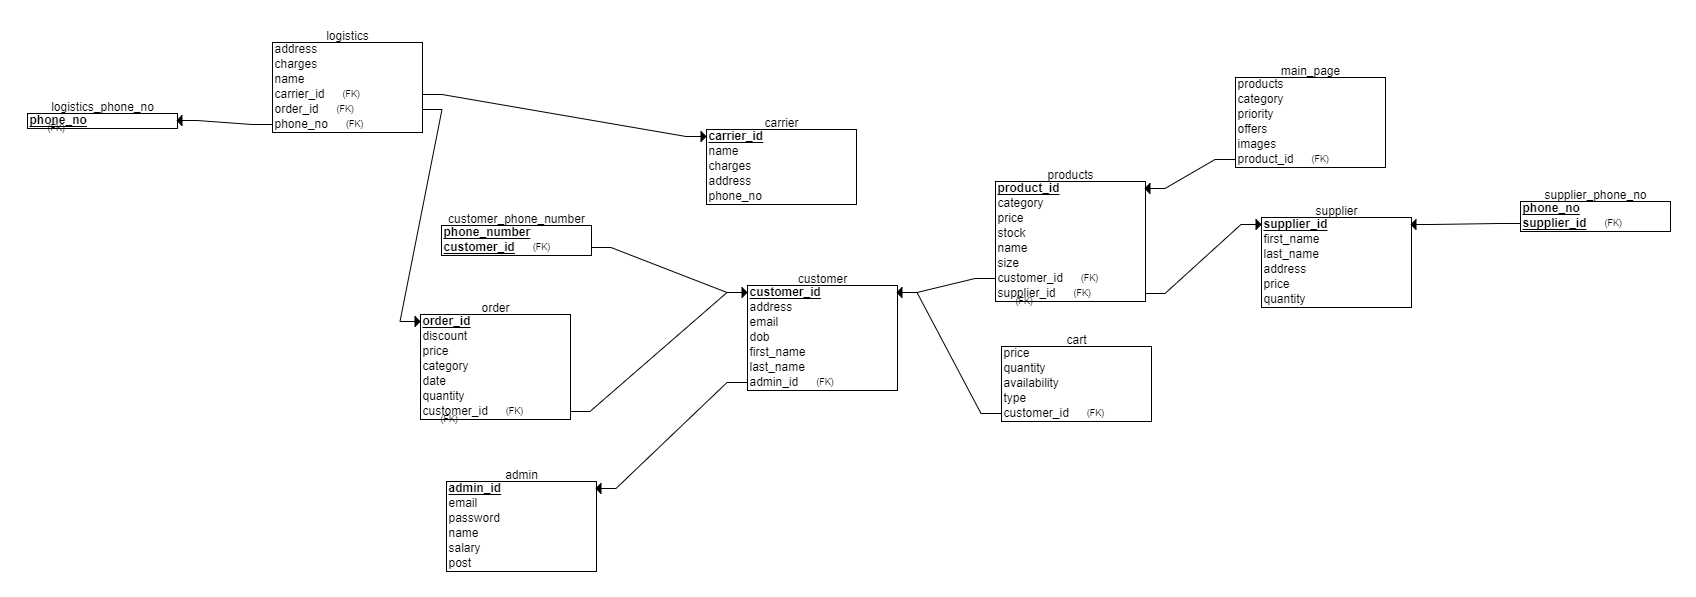 logistics
address
charges
name
carrier_id (FK)
order_id (FK)
phone_no (FK)
logistics_phone_no
phone_no
(FK)
carrier
carrier_id
name
charges
address
phone_no
main_page
products
category
priority
offers
images
product_id (FK)
products
product_id
category
price
stock
name
size
customer_id (FK)
supplier_id (FK)
(FK)
supplier
supplier_id
first_name
last_name
address
price
quantity
supplier_phone_no
phone_no
supplier_id (FK)
customer_phone_number
phone_number
customer_id (FK)
customer
customer_id
address
email
dob
first_name
last_name
admin_id (FK)
order
order_id
discount
price
category
date
quantity
customer_id (FK)
(FK)
cart
price
quantity
availability
type
customer_id (FK)
admin
admin_id
email
password
name
salary
post